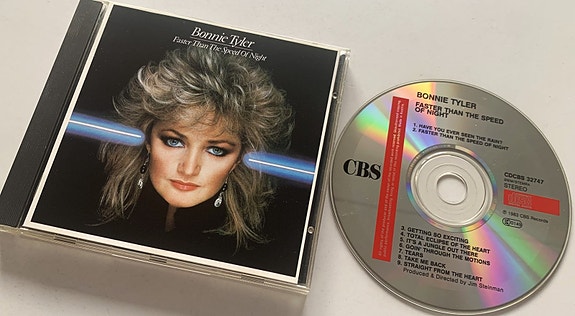 Bonnie Tyler
Faster Than The Speed Of Night
BONNIE TYLER
FASTER THAN THE SPEED
OF NIGHT
1. HAVE YOU EVER SEEN THE RAIN?
2. FASTER THAN THE SPEED OF NIGHT
CBS
CDCBS 32747
STEREO
℗ 1983 CBS Records
3. GETTING SO EXCITING
4. TOTAL ECLIPSE OF THE HEART
5. IT'S A JUNGLE OUT THERE
6. GOIN' THROUGH THE MOTIONS
7. TEARS
8. TAKE ME BACK
9. STRAIGHT FROM THE HEART
Produced & Directed by Jim Steinman